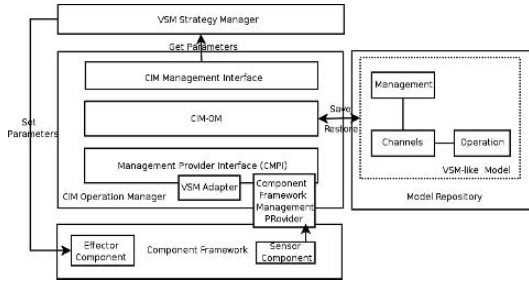 VSM Strategy Manager
Get Parameters
CIM Management Interface
CIM-OM
Management Provider Interface (CMPI)
VSM Adapter
CIM Operation Manager
Component
Framework
Management
PRovider
Set
Parameters
Save
Restore
Management
Channels
Operation
VSM-like Model
Model Repository
Effector
Component
Component Framework
Sensor
Component